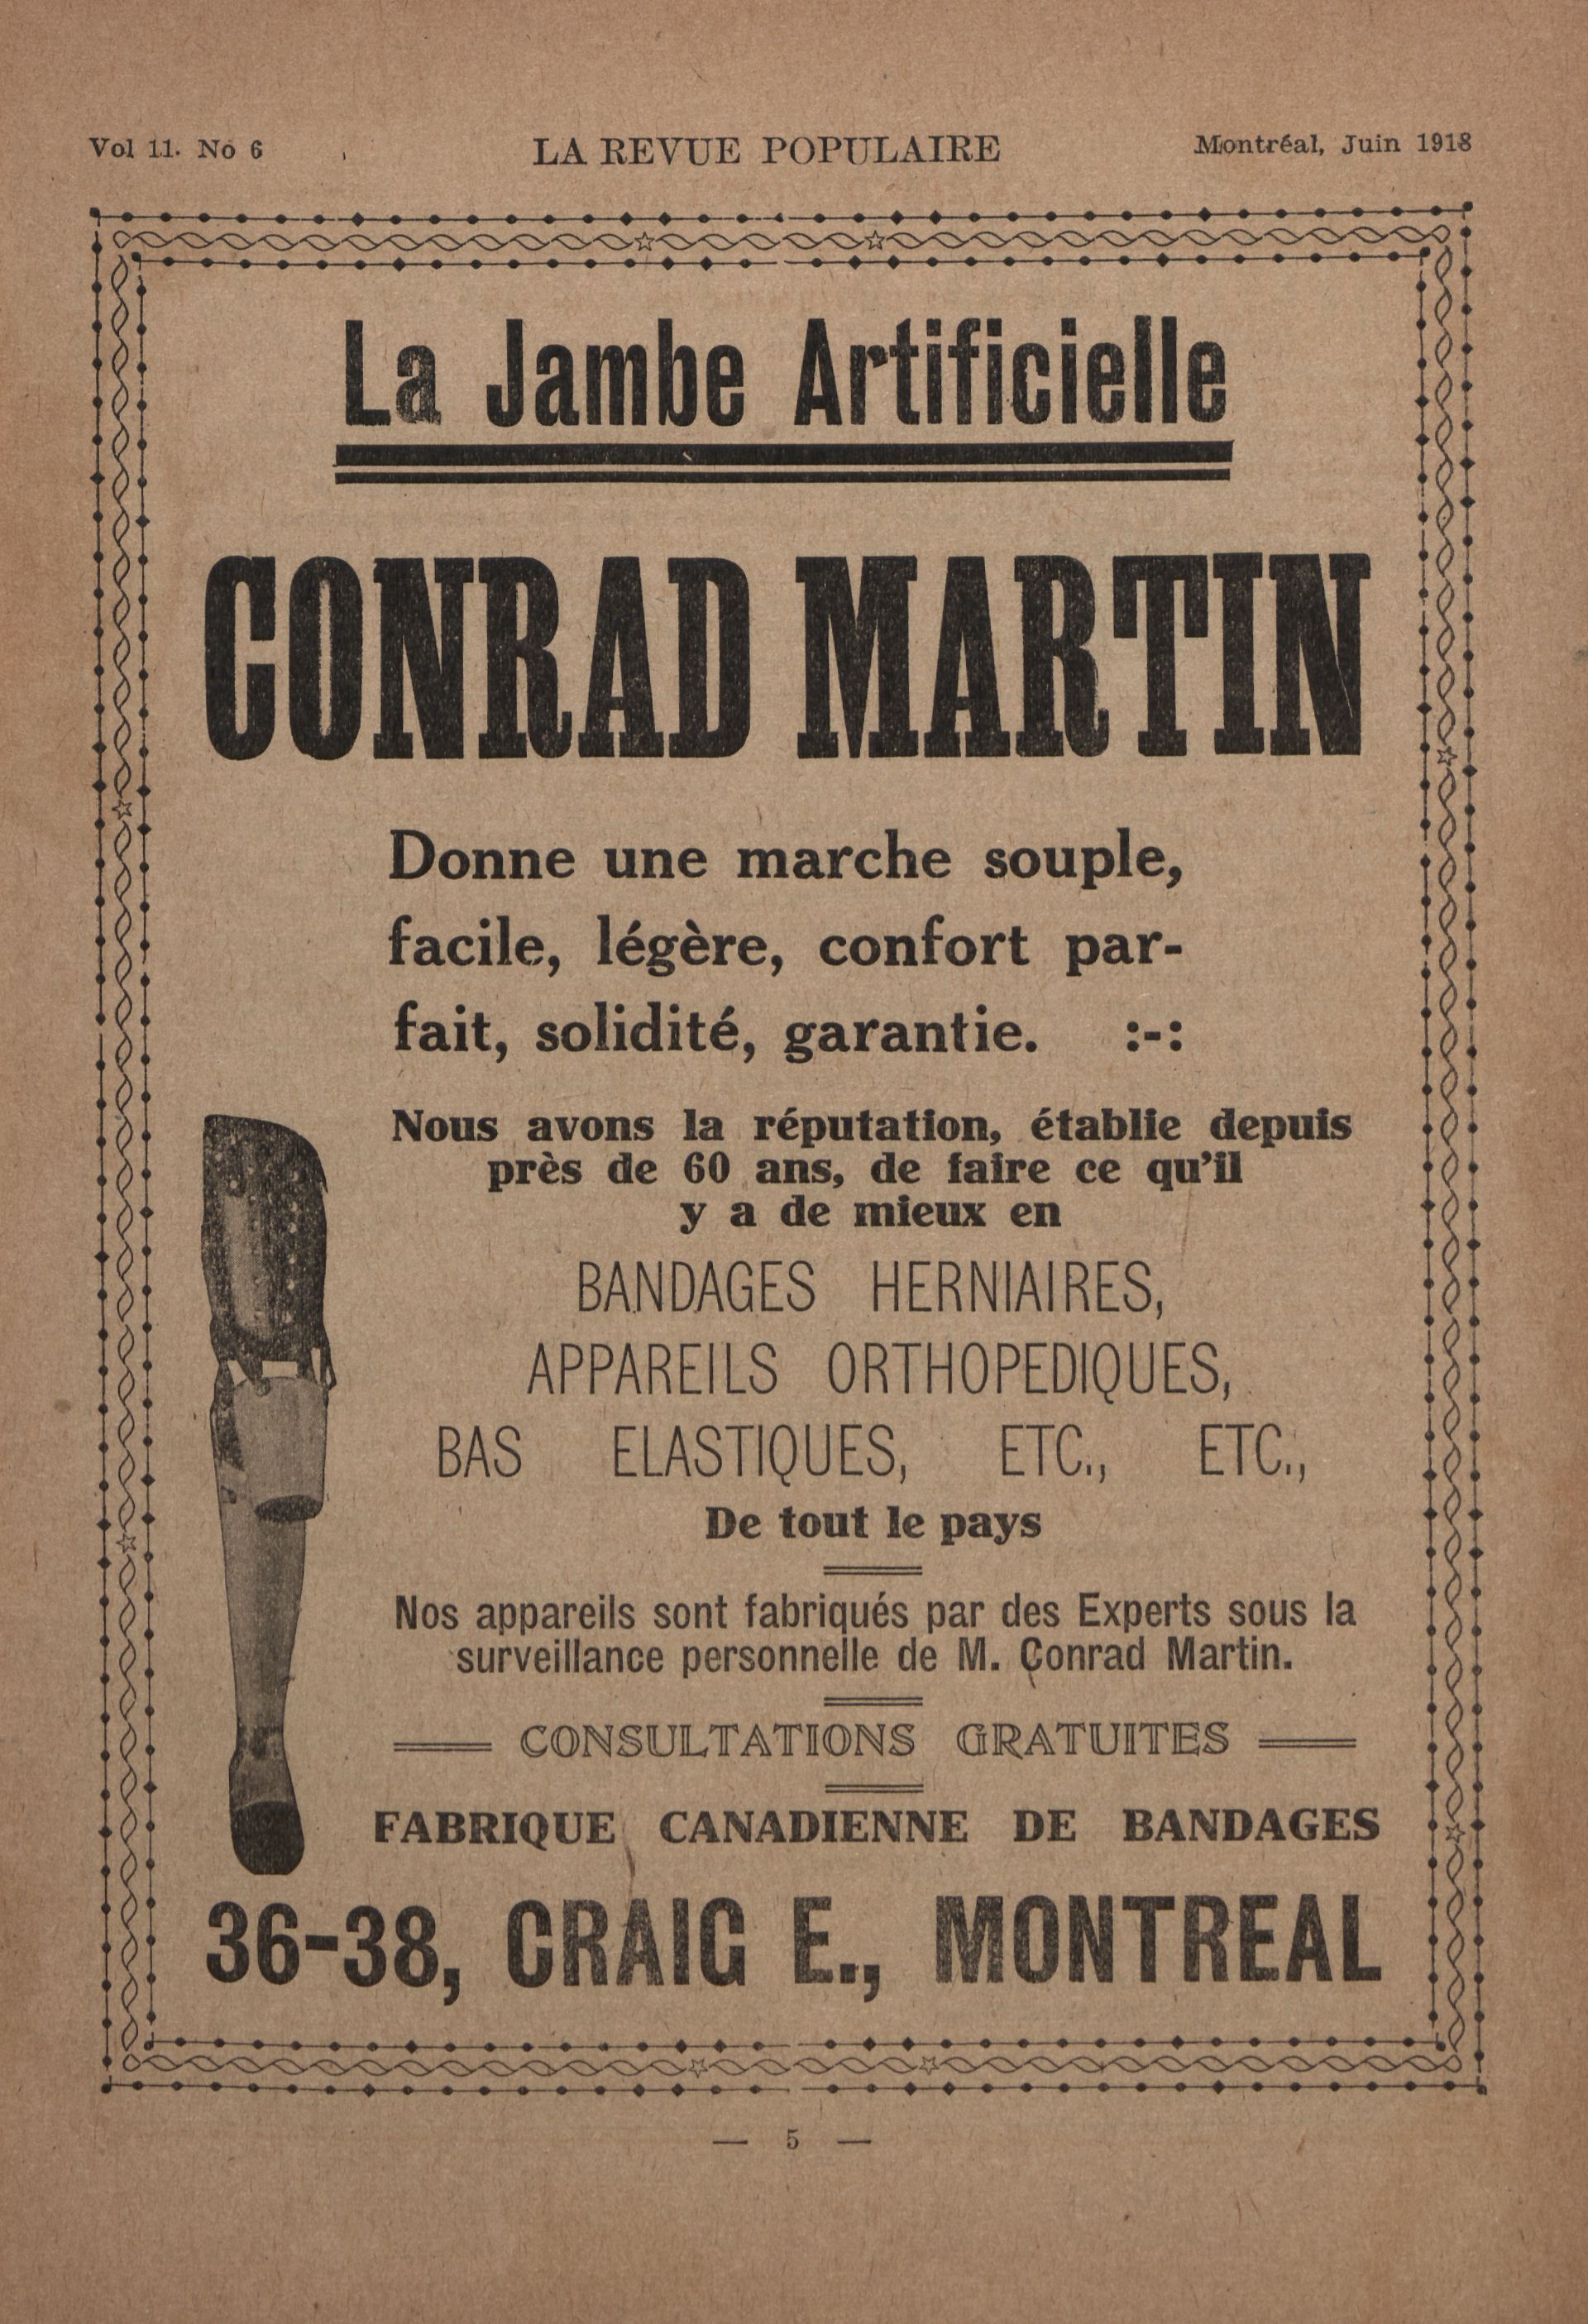 Vol 11. No 6 LA REVUE POPULAIRE Montréal, Juin 1918
La Jambe Artificielle
CONRAD MARTIN
Donne une marche souple,
facile, légère, confort par-
fait, solidité, garantie. :-:
Nous avons la réputation, établie depuis
près de 60 ans, de faire ce qu'il
y a de mieux en
BANDAGES HERNIAIRES,
APPAREILS ORTHOPEDIQUES,
BAS ELASTIQUES, ETC., ETC.,
De tout le pays
Nos appareils sont fabriqués par des Experts sous la
surveillance personnelle de M. Conrad Martin.
CONSULTATIONS GRATUITES
FABRIQUE CANADIENNE DE BANDAGES
36-38, CRAIG E., MONTREAL
— 5 —